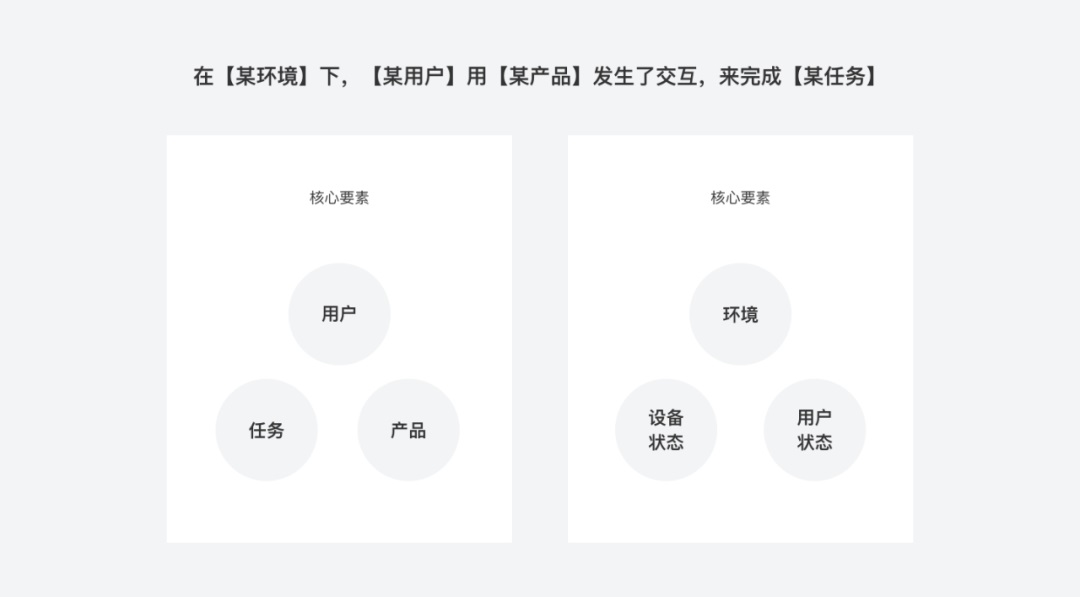 在【某环境】下，【某用户】用【某产品】发生了交互，来完成【某任务】
核心要素
用户
任务
产品
核心要素
环境
设备
状态
用户
状态